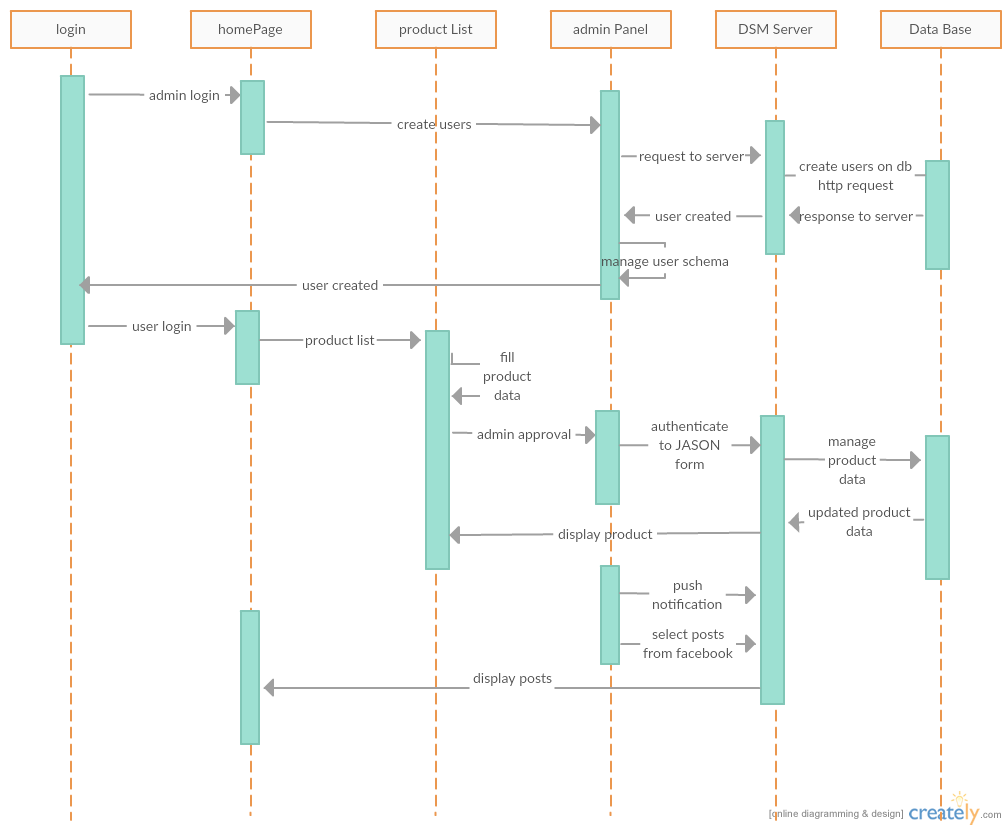 login
homePage
product List
admin Panel
DSM Server
Data Base
admin login
create users
request to server
create users on db
http request
user created
response to server
manage user schema
user created
user login
product list
fill
product
data
admin approval
authenticate
to JASON
form
manage
product
data
updated product
data
display product
push
notification
select posts
from facebook
display posts
[online diagramming & design] creately.com